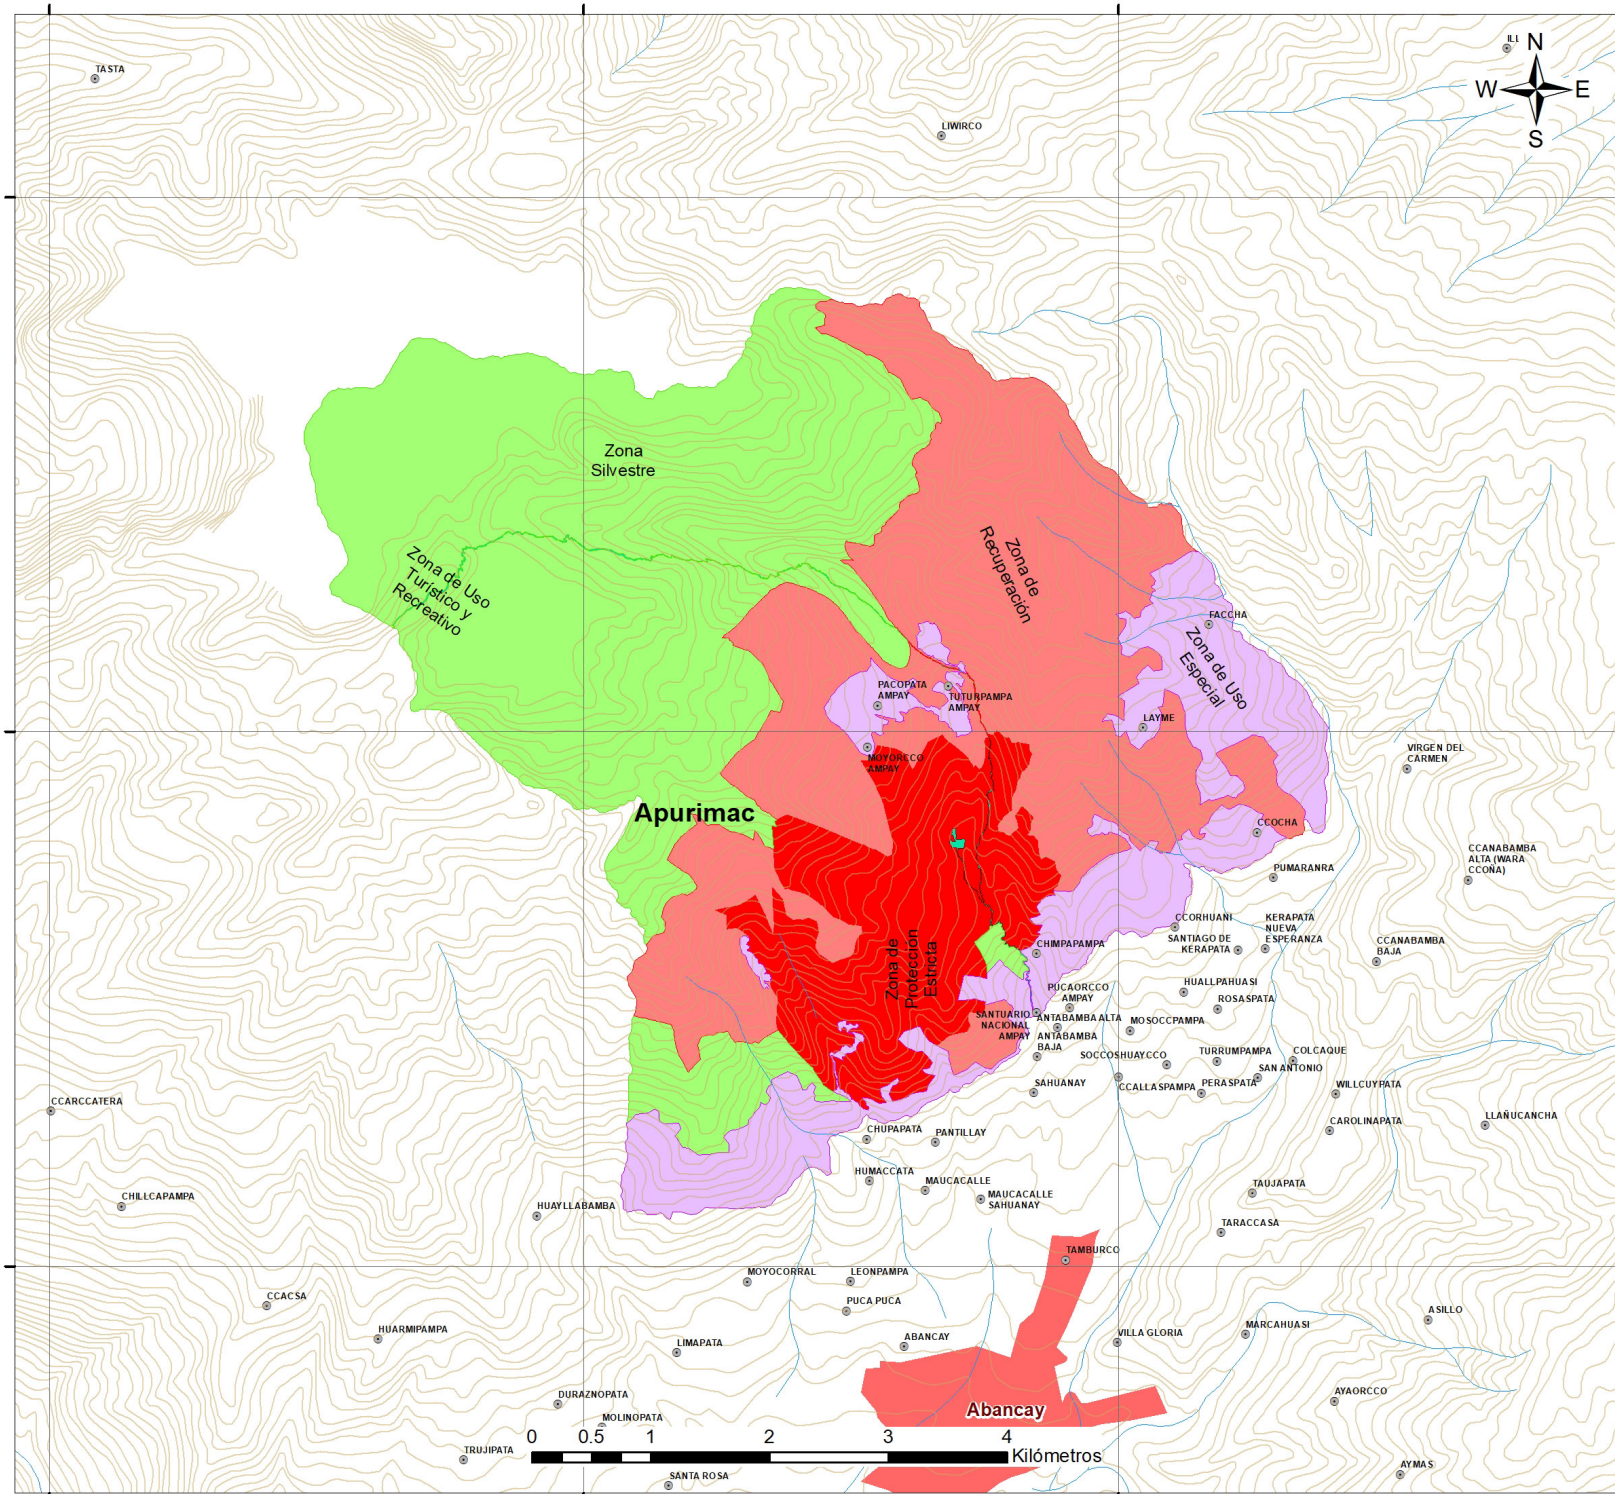 TASTA
ILL
N
W
E
S
LIWIRCO
Zona
Silvestre
Zona de
Recuperación
Zona de Uso
Turístico y
Recreativo
FACCHA
Zona de Uso
Especial
PACOPATA
AMPAY
TUTURPAMPA
AMPAY
LAYME
MOYORCCO
AMPAY
VIRGEN DEL
CARMEN
Apurimac
CCOCHA
CCANABAMBA
ALTA (WARA
CCOÑA)
PUMARANRA
CCORHUANI
KERAPATA
NUEVA
ESPERANZA
SANTIAGO DE
KERAPATA
CHIMPAPAMPA
CCANABAMBA
BAJA
Zona de
Protección
Estricta
HUALLPAHUASI
PUCAORCCO
AMPAY
ROSASPATA
SANTUARIO
NACIONAL
AMPAY
ANTABAMBA ALTA
MOSOCCPAMPA
ANTABAMBA
BAJA
SOCCOSHUAYCCO
TURRUMPAMPA
COLCAQUE
SAN ANTONIO
SAHUANAY
CCALLASPAMPA
PERASPATA
WILLCUYPATA
CCARCCATERA
LLAÑUCANCHA
CAROLINAPATA
CHUPAPATA
PANTILLAY
HUMACCATA
MAUCACALLE
MAUCACALLE
SAHUANAY
TAUJAPATA
CHILLCAPAMPA
HUAYLLABAMBA
TARACCASA
TAMBURCO
MOYOCORRAL
LEONPAMPA
CCACSA
PUCA PUCA
ASILLO
HUARMIPAMPA
ABANCAY
VILLA GLORIA
MARCAHUASI
LIMAPATA
DURAZNOPATA
AYAORCCO
Abancay
MOLINOPATA
0
0.5
1
2
3
4
Kilómetros
TRUJIPATA
SANTA ROSA
AYMAS